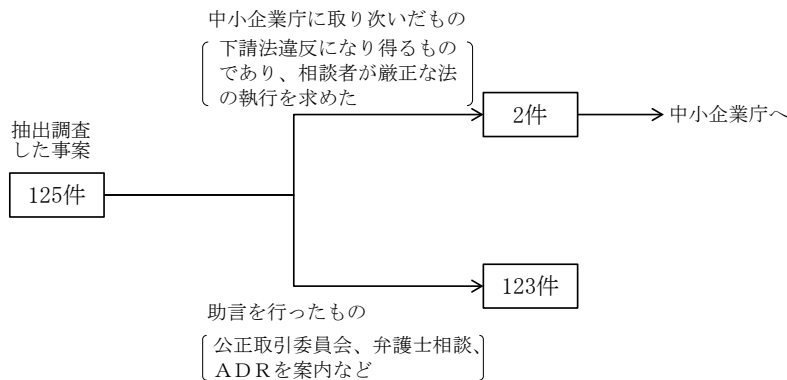 中小企業庁に取り次いだもの
下請法違反になり得るもの
であり、相談者が厳正な法
の執行を求めた
抽出調査
した事案
125件
2件
中小企業庁へ
123件
助言を行ったもの
公正取引委員会、弁護士相談、
ＡＤＲを案内など